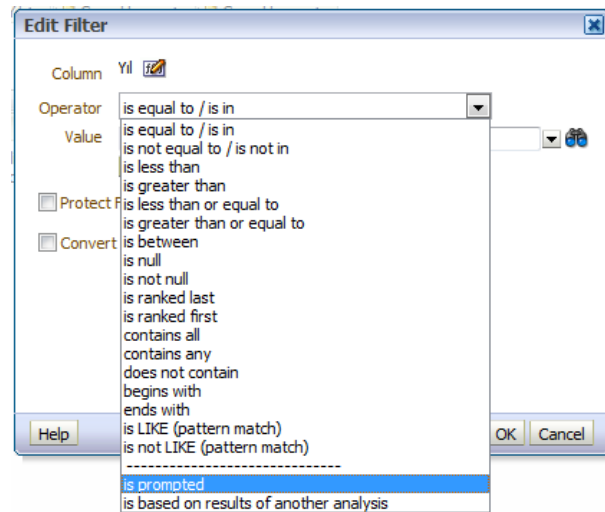 Edit Filter
Column Yıl
Operator is equal to / is in
Value
is equal to / is in
is not equal to / is not in
is less than
is greater than
Protect F is less than or equal to
is greater than or equal to
Convert is between
is null
is not null
is ranked last
is ranked first
contains all
contains any
does not contain
begins with
ends with
is LIKE (pattern match)
Help is not LIKE (pattern match) OK Cancel
------------------------------
is prompted
is based on results of another analysis